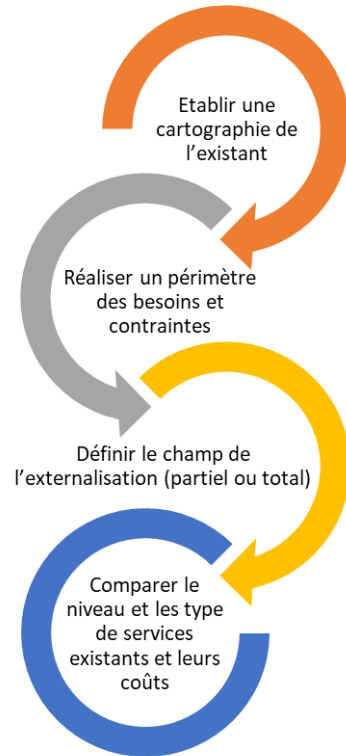 Etablir une
cartographie de
l'existant
Réaliser un périmètre
des besoins et
contraintes
Définir le champ de
l'externalisation (partiel ou total)
Comparer le
niveau et les type
de services
existants et leurs
coûts